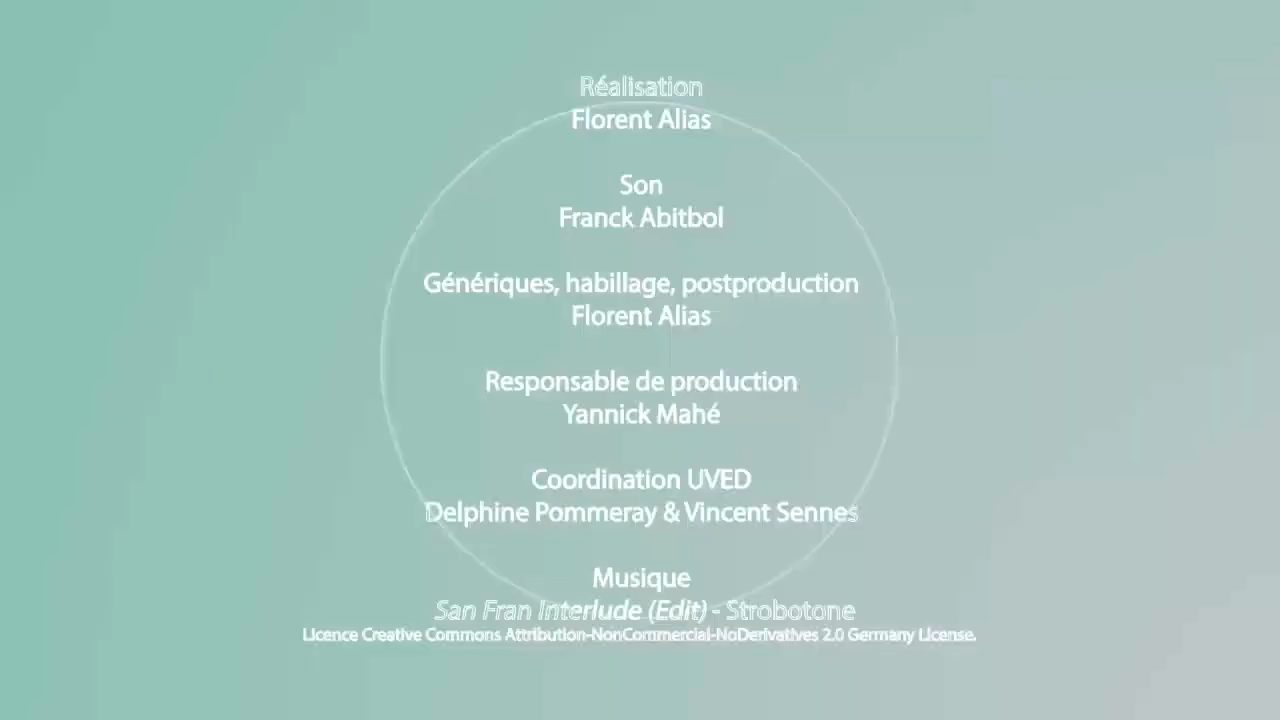 Réalisation
Florent Alias
Son
Franck Abitbol
Génériques, habillage, postproduction
Florent Alias
Responsable de production
Yannick Mahé
Coordination UVED
Delphine Pommeray & Vincent Sennes
Musique
San Fran Interlude (Edit) - Strobotone
Licence Creative Commons Attribution-NonCommercial-NoDerivatives 2.0 Germany License.